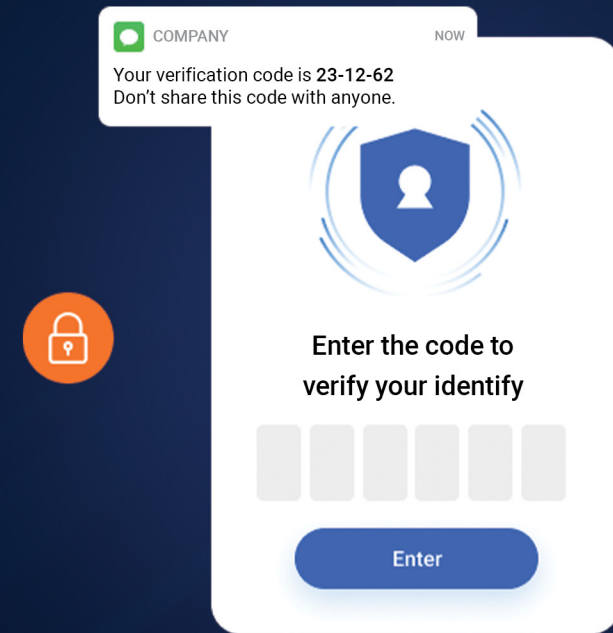 COMPANY NOW
Your verification code is 23-12-62
Don’t share this code with anyone.
Enter the code to
verify your identify
Enter